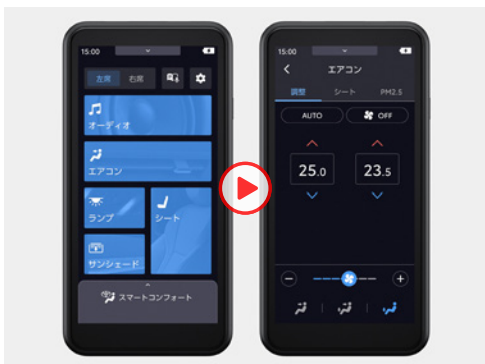 15:00
左席 右席
オーディオ
エアコン
ランプ
シート
サンシェード
スマートコンフォート
15:00
エアコン
調整 シート PM2.5
AUTO OFF
25.0 23.5